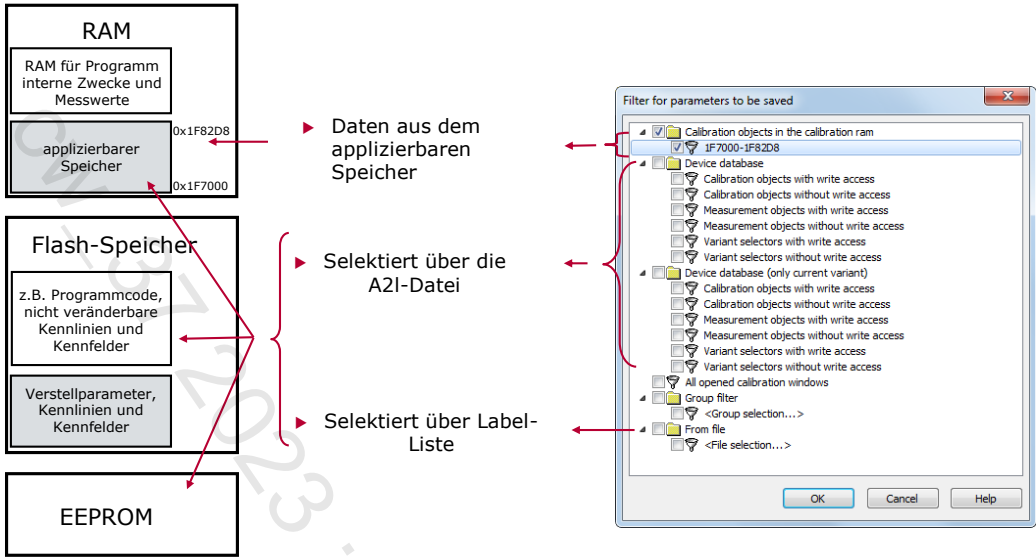 RAM
RAM für Programm
interne Zwecke und
Messwerte
0x1F82D8
applizierbarer
Speicher
0x1F7000
Flash-Speicher
z.B. Programmcode,
nicht veränderbare
Kennlinien und
Kennfelder
Verstellparameter,
Kennlinien und
Kennfelder
EEPROM
Daten aus dem
applizierbaren
Speicher
Selektiert über die
A2l-Datei
Selektiert über Label-
Liste
Filter for parameters to be saved
Calibration objects in the calibration ram
1F7000-1F82D8
Device database
Calibration objects with write access
Calibration objects without write access
Measurement objects with write access
Measurement objects without write access
Variant selectors with write access
Variant selectors without write access
Device database (only current variant)
Calibration objects with write access
Calibration objects without write access
Measurement objects with write access
Measurement objects without write access
Variant selectors with write access
Variant selectors without write access
All opened calibration windows
Group filter
<Group selection...>
From file
<File selection...>
OK
Cancel
Help